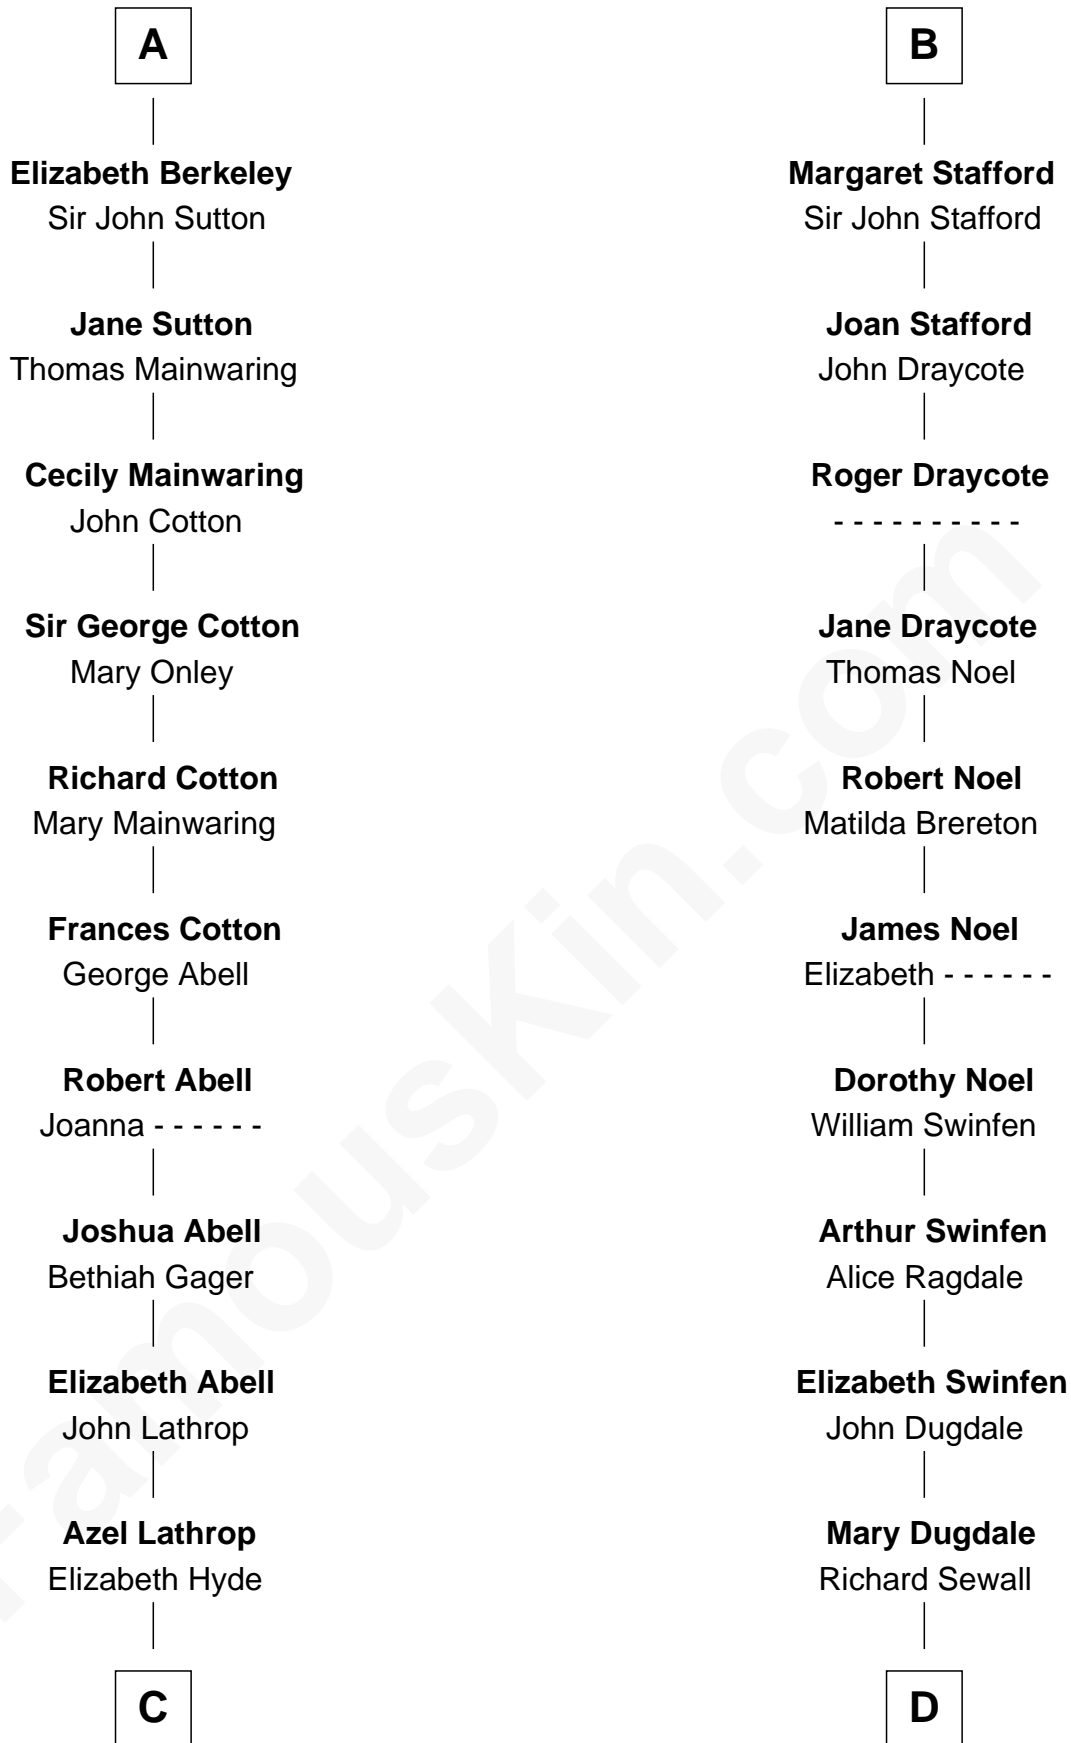 A
Elizabeth Berkeley
Sir John Sutton
Jane Sutton
Thomas Mainwaring
Cecily Mainwaring
John Cotton
Sir George Cotton
Mary Onley
Richard Cotton
Mary Mainwaring
Frances Cotton
George Abell
Robert Abell
Joanna - - - - - -
Joshua Abell
Bethiah Gager
Elizabeth Abell
John Lathrop
Azel Lathrop
Elizabeth Hyde
C
B
Margaret Stafford
Sir John Stafford
Joan Stafford
John Draycote
Roger Draycote
- - - - - - - - - -
Jane Draycote
Thomas Noel
Robert Noel
Matilda Brereton
James Noel
Elizabeth - - - - - -
Dorothy Noel
William Swinfen
Arthur Swinfen
Alice Ragdale
Elizabeth Swinfen
John Dugdale
Mary Dugdale
Richard Sewall
D
FamousKin.com